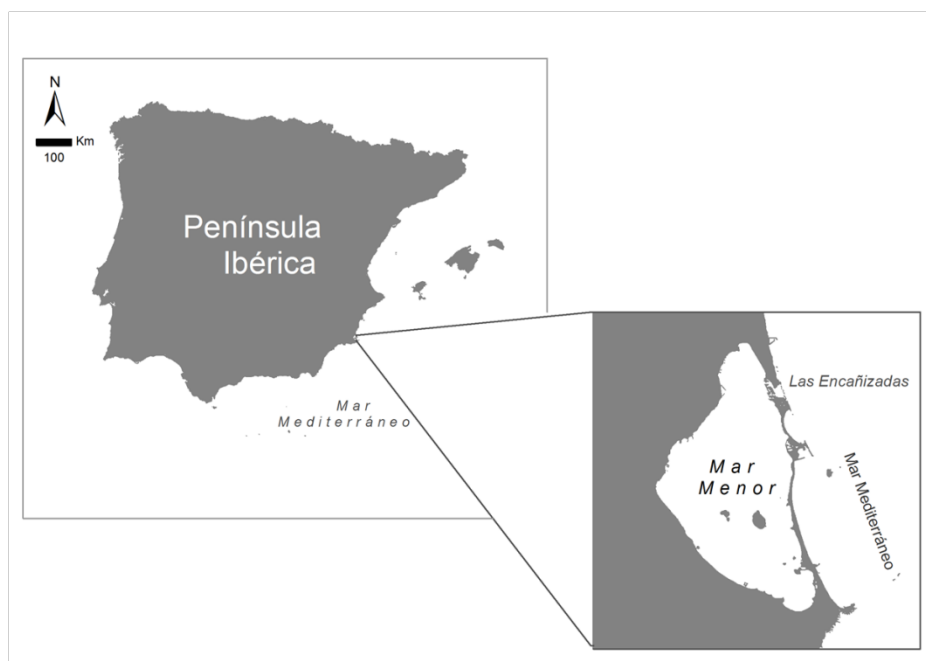 N
Km
100
Península
Ibérica
Mar
Mediterráneo
Las Encañizadas
Mar
Menor
Mar Mediterráneo